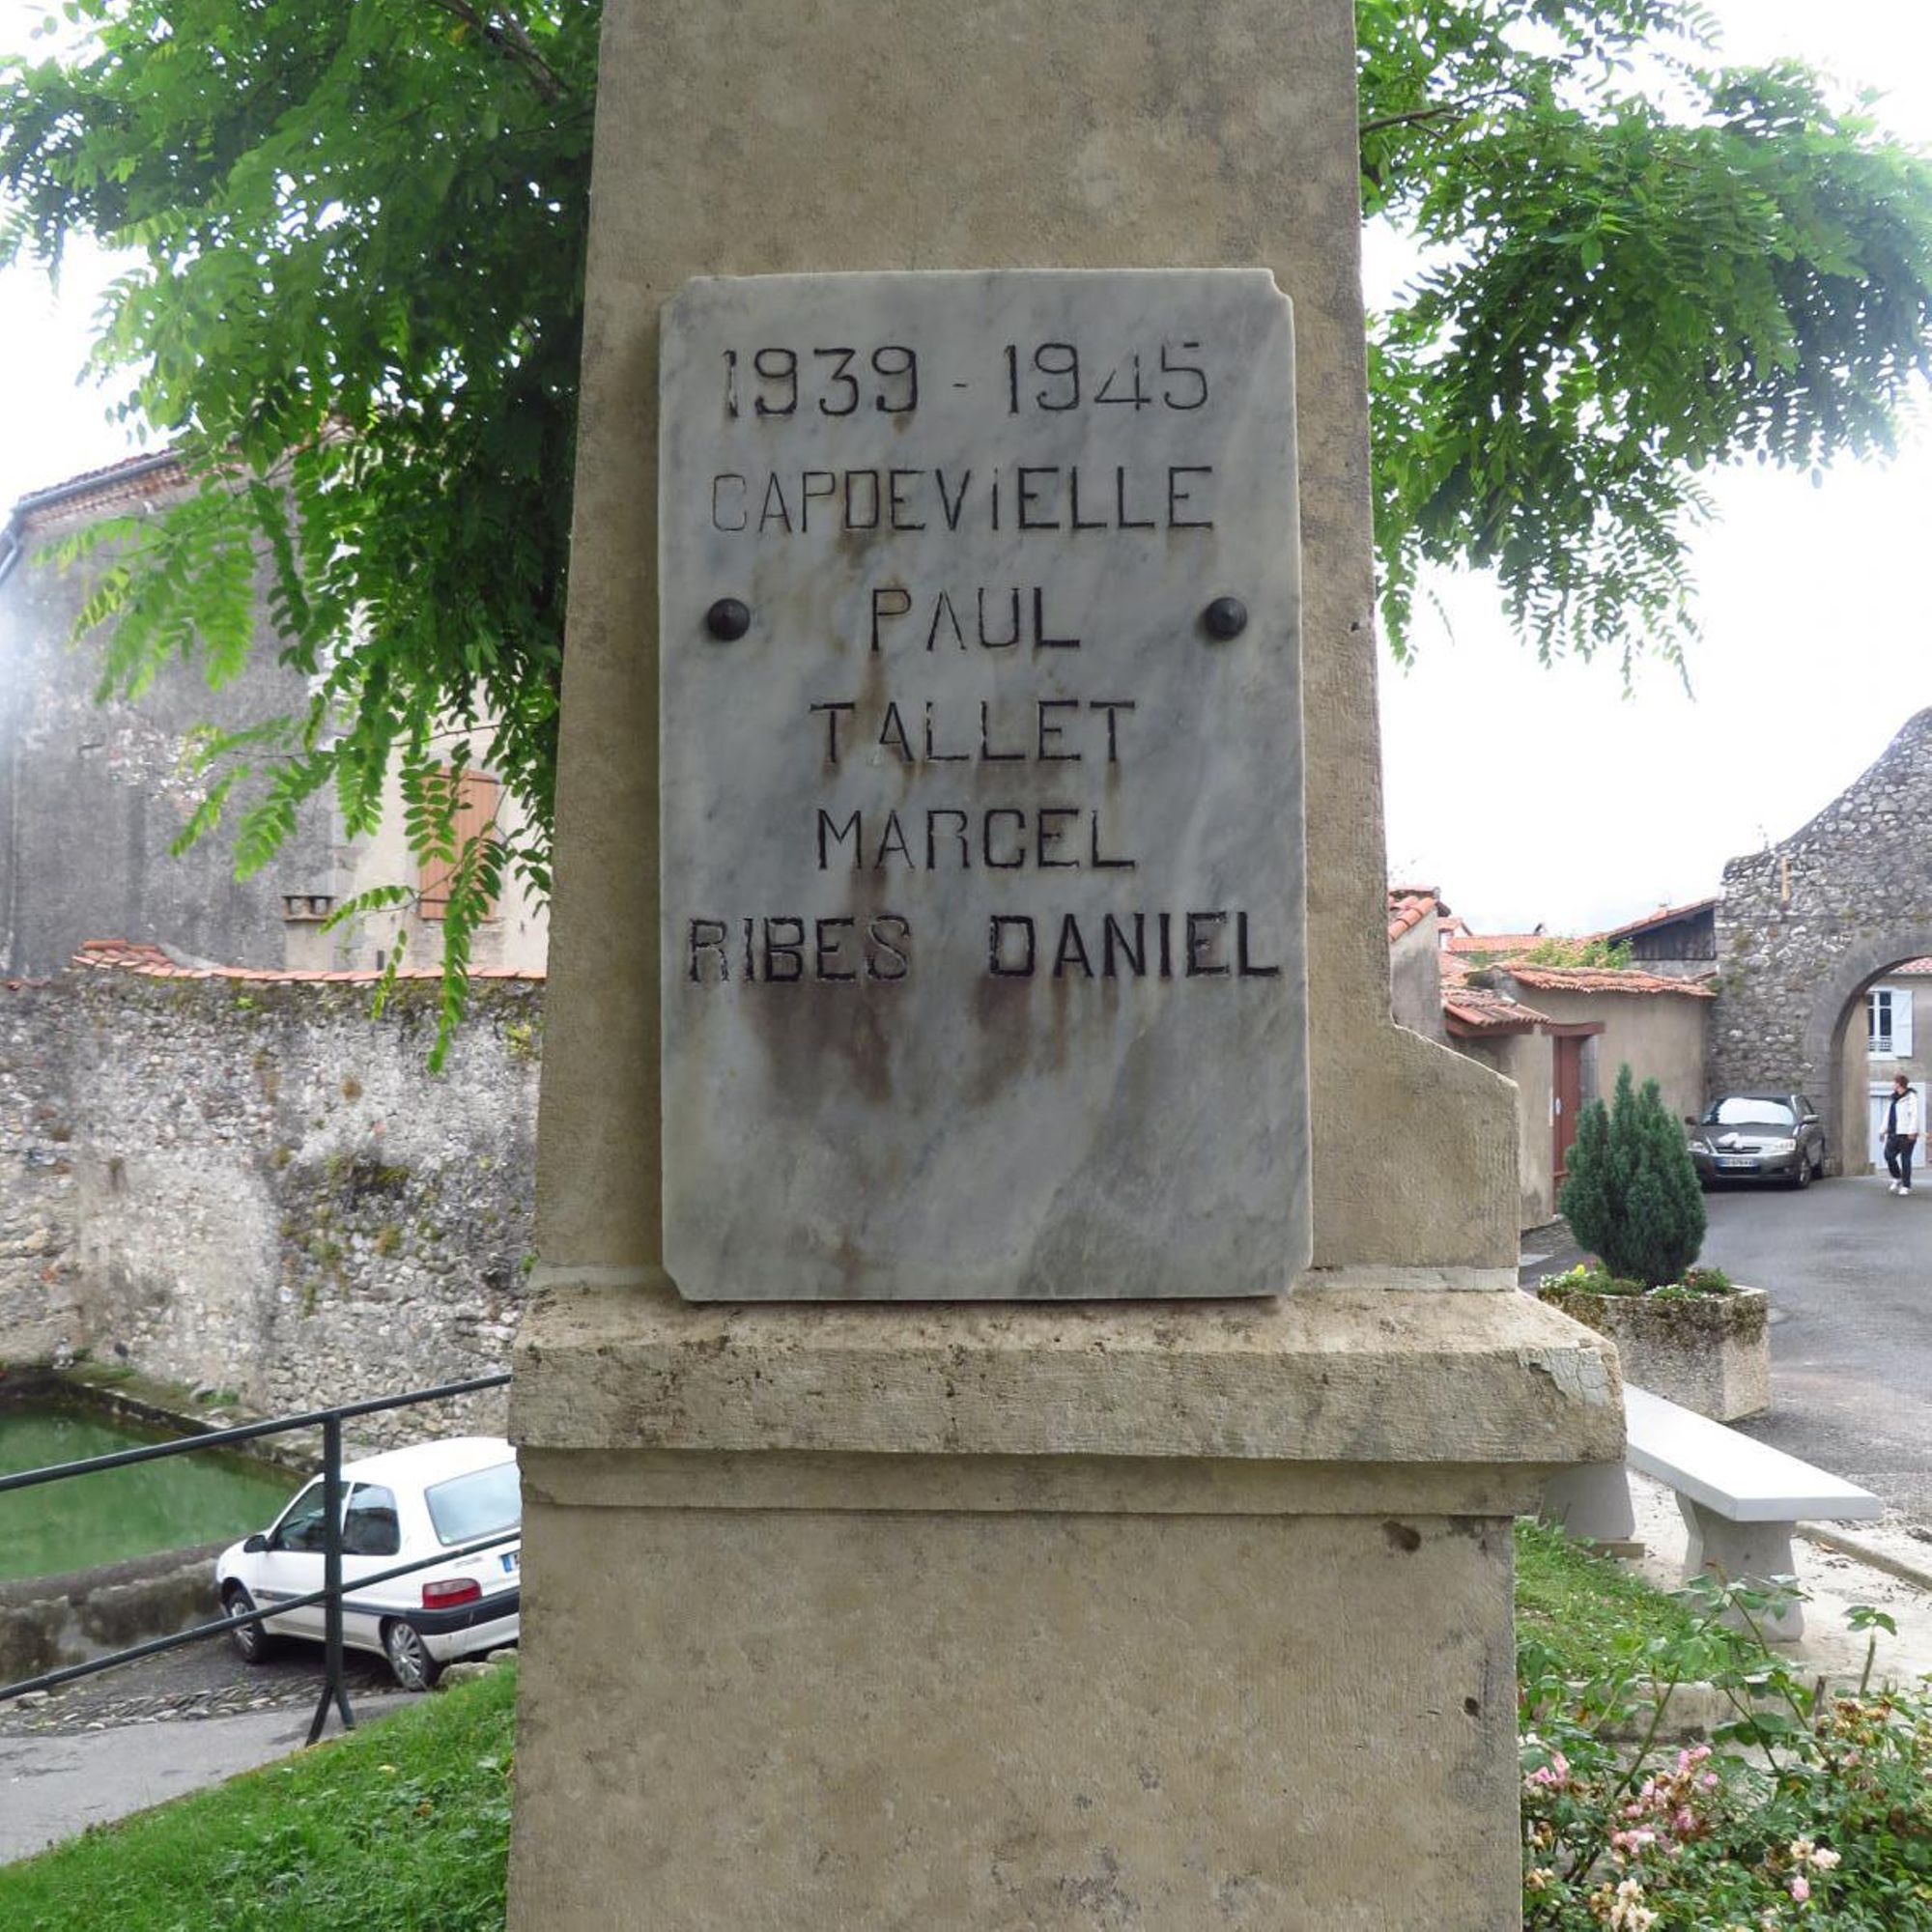 1939 - 1945
CAPDEViELLE
PAUL
TALLET
MARCEL
RIBES DANIEL